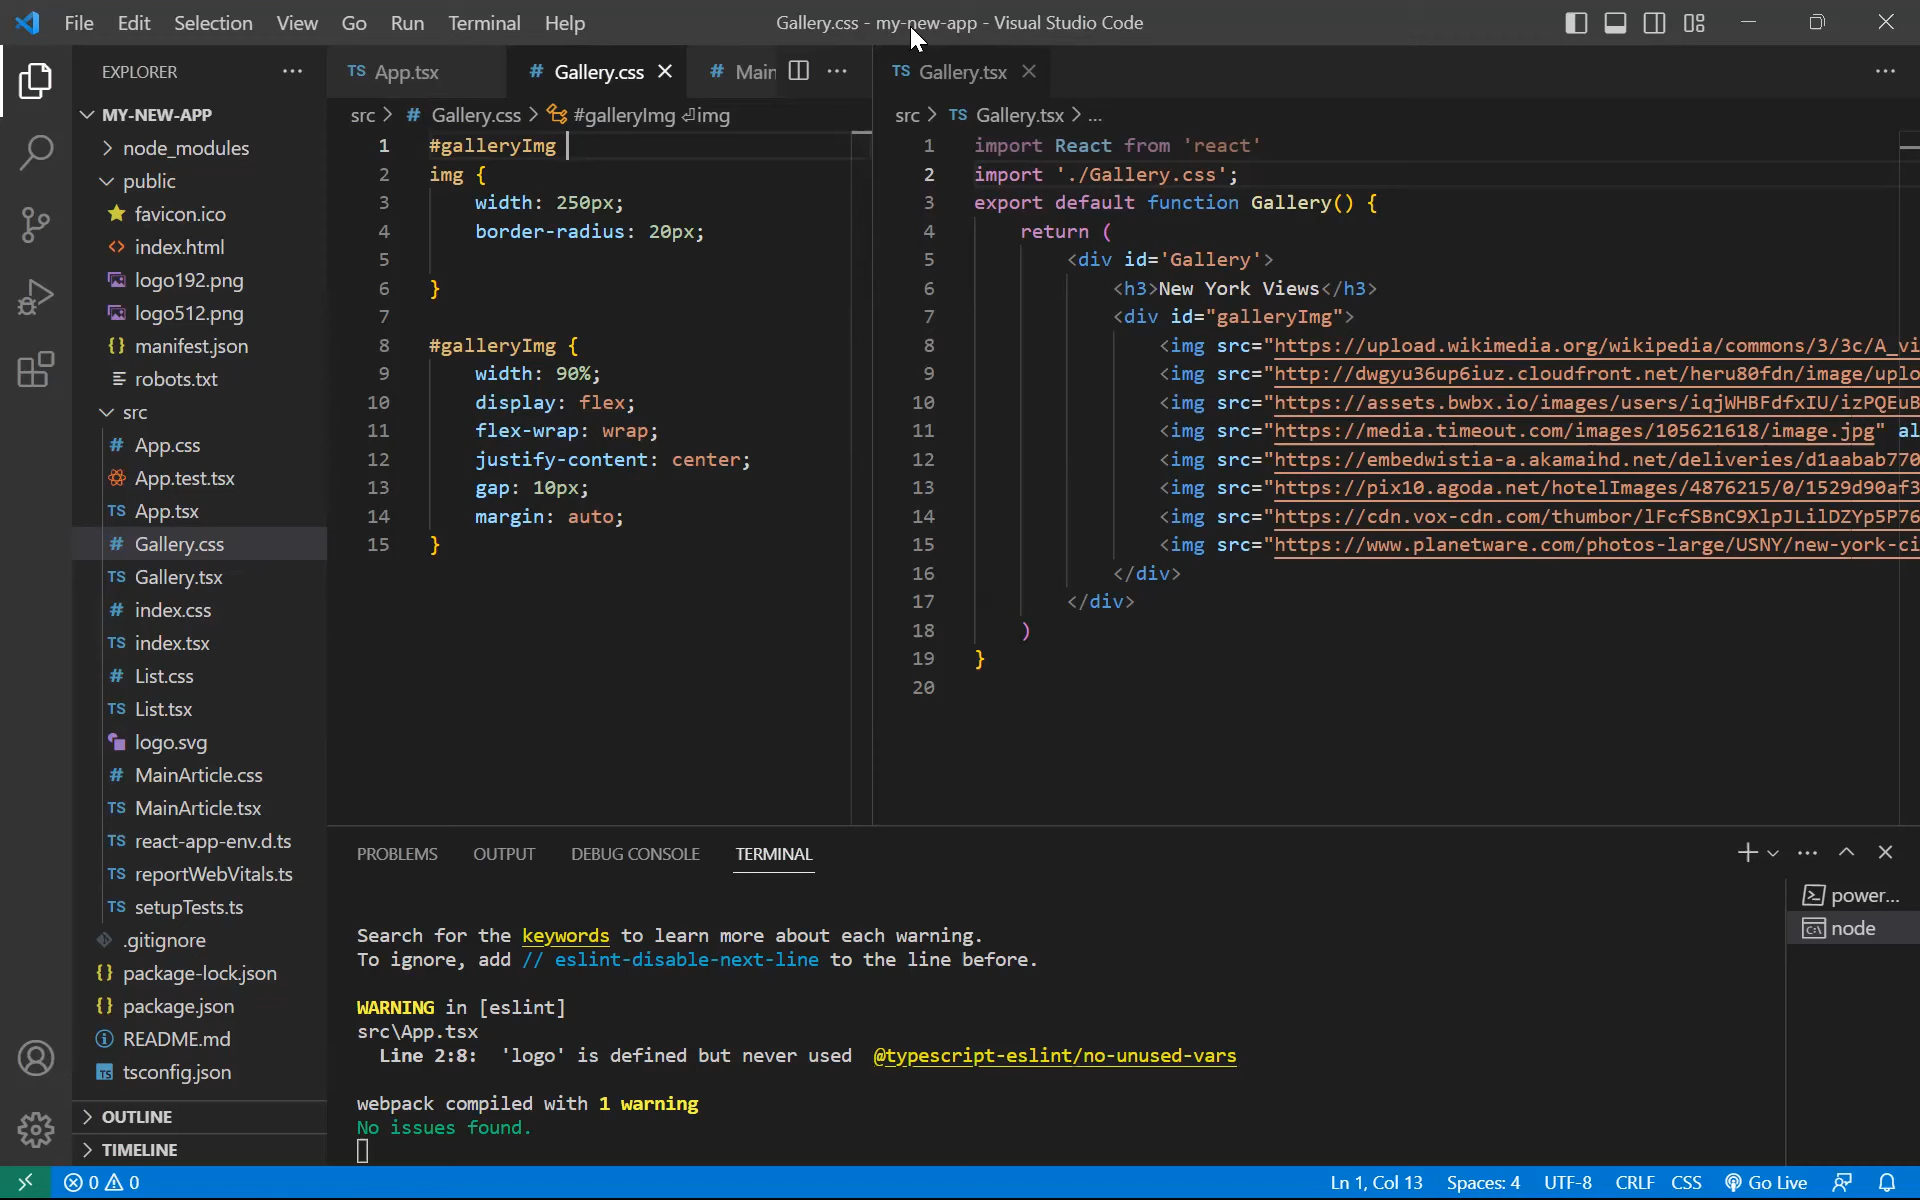 File Edit Selection View Go Run Terminal Help
Gallery.css - my-new-app - Visual Studio Code
EXPLORER
MY-NEW-APP
node_modules
public
favicon.ico
index.html
logo192.png
logo512.png
manifest.json
robots.txt
src
App.css
App.test.tsx
App.tsx
Gallery.css
Gallery.tsx
index.css
index.tsx
List.css
List.tsx
logo.svg
MainArticle.css
MainArticle.tsx
react-app-env.d.ts
reportWebVitals.ts
setupTests.ts
.gitignore
package-lock.json
package.json
README.md
tsconfig.json
OUTLINE
TIMELINE
TS App.tsx # Gallery.css # Main
src > # Gallery.css > #galleryImg img
1 #galleryImg
2 img {
3 width: 250px;
4 border-radius: 20px;
5
6 }
7
8 #galleryImg {
9 width: 90%;
10 display: flex;
11 flex-wrap: wrap;
12 justify-content: center;
13 gap: 10px;
14 margin: auto;
15 }
TS Gallery.tsx
src > TS Gallery.tsx > ...
1 import React from 'react'
2 import './Gallery.css';
3 export default function Gallery() {
4 return (
5 <div id='Gallery'>
6 <h3>New York Views</h3>
7 <div id="galleryImg">
8 <img src="https://upload.wikimedia.org/wikipedia/commons/3/3c/A_vi
9 <img src="http://dwgyu36up6iuz.cloudfront.net/heru80fdn/image/uplo
10 <img src="https://assets.bwbx.io/images/users/iqjWHBFdfxIU/izPQEuB
11 <img src="https://media.timeout.com/images/105621618/image.jpg" al
12 <img src="https://embedwistia-a.akamaihd.net/deliveries/d1aabab770
13 <img src="https://pix10.agoda.net/hotelImages/4876215/0/1529d90af3
14 <img src="https://cdn.vox-cdn.com/thumbor/lFcfSBnC9XlpJLilDZYp5P76
15 <img src="https://www.planetware.com/photos-large/USNY/new-york-ci
16 </div>
17 </div>
18 )
19 }
20
PROBLEMS OUTPUT DEBUG CONSOLE TERMINAL
Search for the keywords to learn more about each warning.
To ignore, add // eslint-disable-next-line to the line before.
WARNING in [eslint]
src\App.tsx
Line 2:8: 'logo' is defined but never used @typescript-eslint/no-unused-vars
webpack compiled with 1 warning
No issues found.
power...
node
0 0
Ln 1, Col 13 Spaces: 4 UTF-8 CRLF CSS Go Live